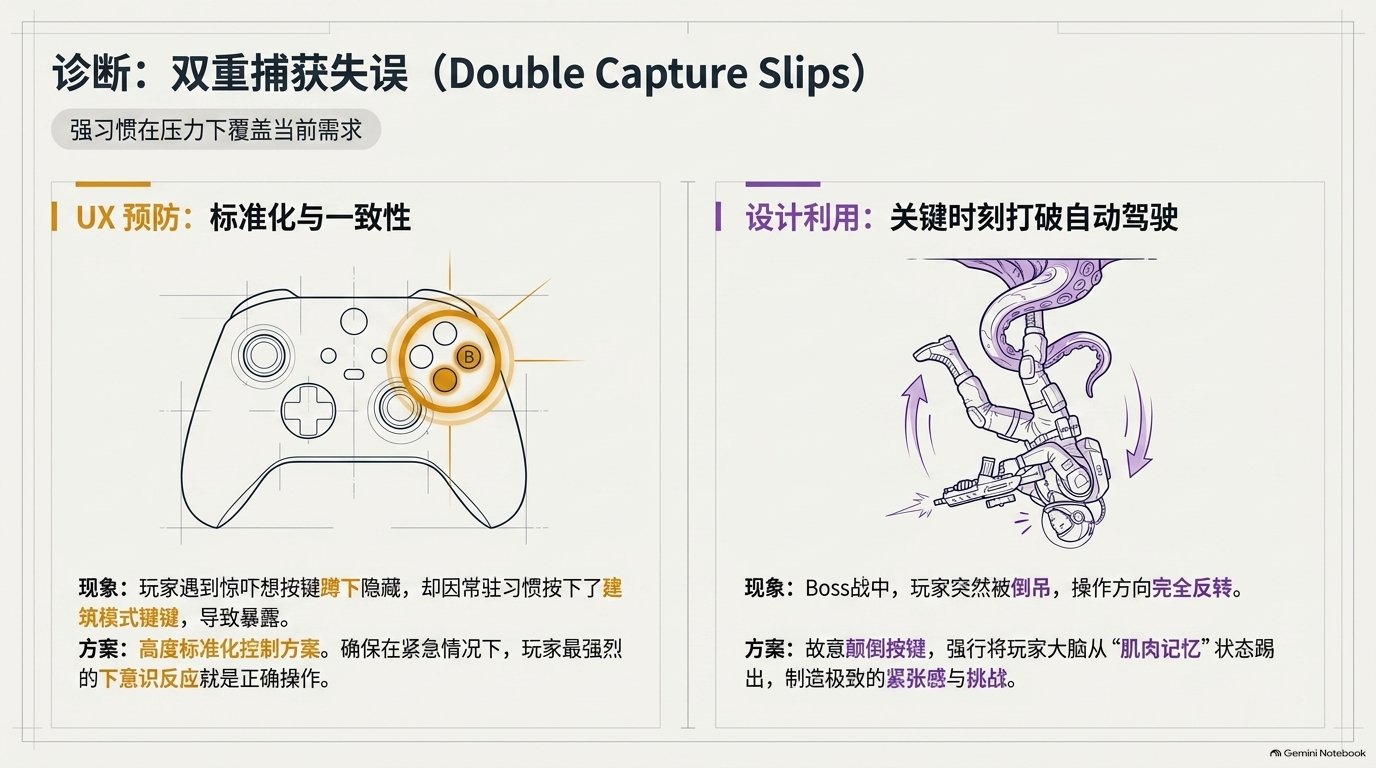 诊断：双重捕获失误（Double Capture Slips）
强习惯在压力下覆盖当前需求
UX 预防：标准化与一致性
B
现象：玩家遇到惊吓想按键蹲下隐藏，却因常驻习惯按下了建
筑模式键键，导致暴露。
方案：高度标准化控制方案。确保在紧急情况下，玩家最强烈
的下意识反应就是正确操作。
设计利用：关键时刻打破自动驾驶
现象：Boss战中，玩家突然被倒吊，操作方向完全反转。
方案：故意颠倒按键，强行将玩家大脑从 “肌肉记忆” 状态踢
出，制造极致的紧张感与挑战。
Gemini Notebook